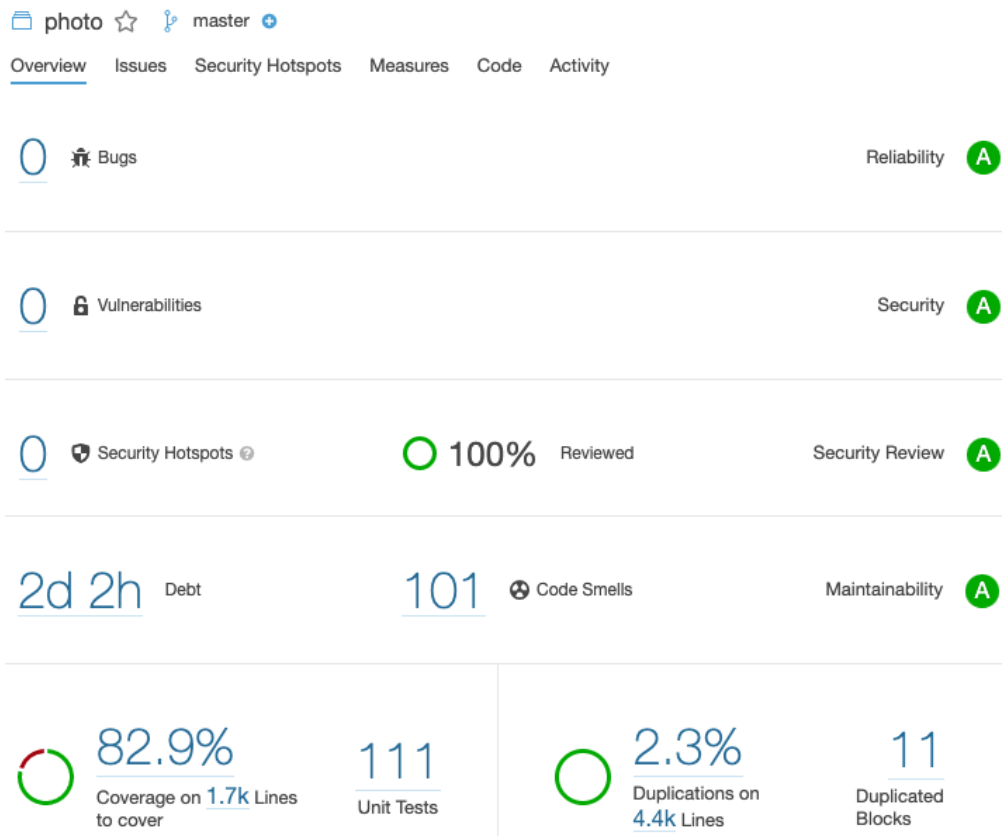 photo master
Overview Issues Security Hotspots Measures Code Activity
0 Bugs Reliability A
0 Vulnerabilities Security A
0 Security Hotspots ? 100% Reviewed Security Review A
2d 2h Debt 101 Code Smells Maintainability A
82.9%
Coverage on 1.7k Lines
to cover
111
Unit Tests
2.3%
Duplications on
4.4k Lines
11
Duplicated
Blocks